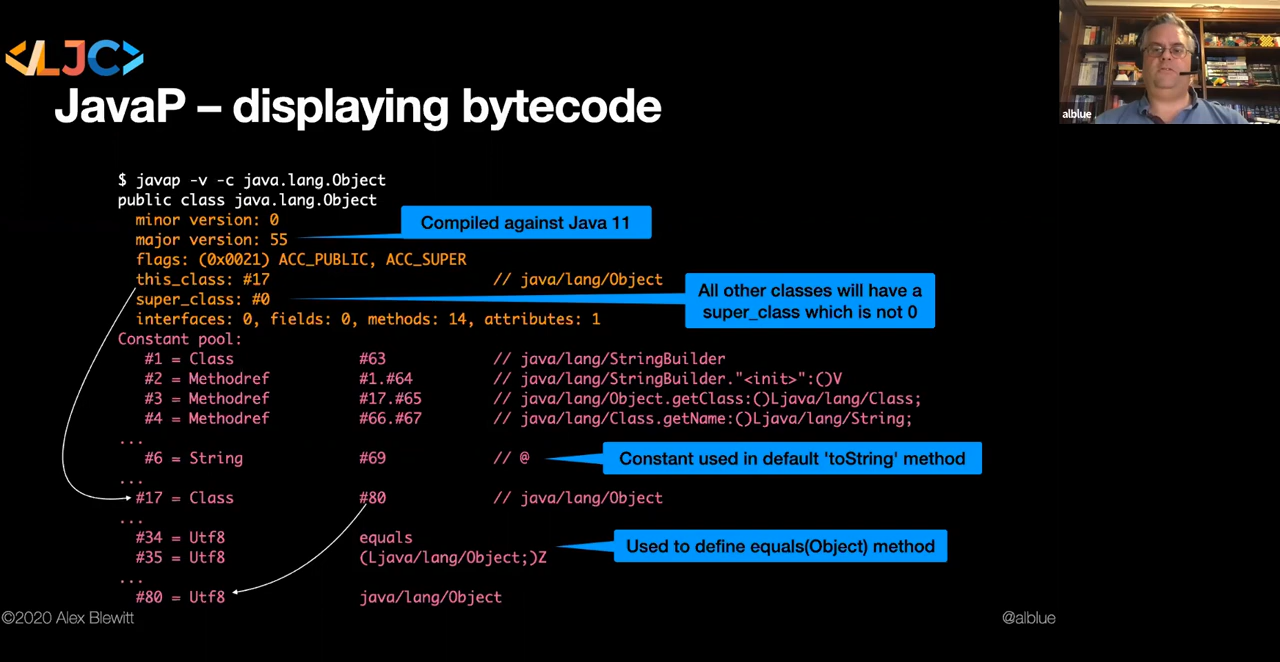 <LJC>
JavaP – displaying bytecode
alblue
$ javap -v -c java.lang.Object
public class java.lang.Object
minor version: 0
Compiled against Java 11
major version: 55
flags: (0x0021) ACC_PUBLIC, ACC_SUPER
this_class: #17 // java/lang/Object
super_class: #0
All other classes will have a
super_class which is not 0
interfaces: 0, fields: 0, methods: 14, attributes: 1
Constant pool:
#1 = Class #63 // java/lang/StringBuilder
#2 = Methodref #1.#64 // java/lang/StringBuilder."<init>":()V
#3 = Methodref #17.#65 // java/lang/Object.getClass:()Ljava/lang/Class;
#4 = Methodref #66.#67 // java/lang/Class.getName:()Ljava/lang/String;
...
#6 = String #69 // @
Constant used in default 'toString' method
...
#17 = Class #80 // java/lang/Object
...
#34 = Utf8 equals
#35 = Utf8 (Ljava/lang/Object;)Z
Used to define equals(Object) method
...
#80 = Utf8 java/lang/Object
©2020 Alex Blewitt
@alblue